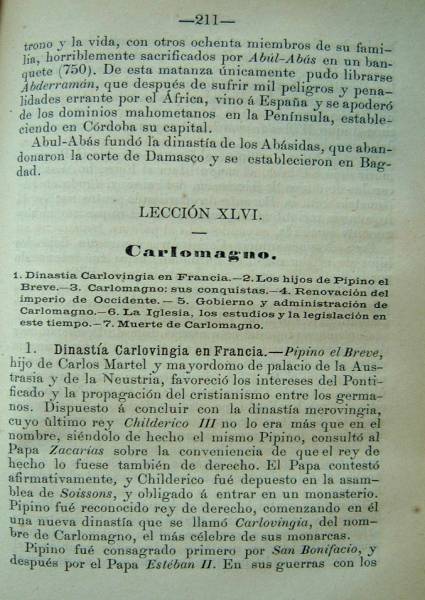 —211—
trono y la vida, con otros ochenta miembros de su fami-
lia, horriblemente sacrificados por Abúl-Abás en un ban-
quete (750). De esta matanza únicamente pudo librarse
Abderramán, que después de sufrir mil peligros y pena-
lidades errante por el África, vino á España y se apoderó
de los dominios mahometanos en la Península, estable-
ciendo en Córdoba su capital.
Abul-Abás fundó la dinastía de los Abásidas, que aban-
donaron la corte de Damasco y se establecieron en Bag-
dad.
LECCIÓN XLVI.
Carlomagno.
1. Dinastía Carlovingia en Francia.—2. Los hijos de Pipino el
Breve.—3. Carlomagno: sus conquistas.—4. Renovación del
imperio de Occidente.—5. Gobierno y administración de
Carlomagno.—6. La Iglesia, los estudios y la legislación en
este tiempo.—7. Muerte de Carlomagno.
1. Dinastía Carlovingia en Francia.—Pipino el Breve,
hijo de Carlos Martel y mayordomo de palacio de la Aus-
trasia y de la Neustria, favoreció los intereses del Ponti-
ficado y la propagación del cristianismo entre los germa-
nos. Dispuesto á concluir con la dinastía merovingia,
cuyo último rey Childerico III no lo era más que en el
nombre, siéndolo de hecho el mismo Pipino, consultó al
Papa Zacarías sobre la conveniencia de que el rey de
hecho lo fuese también de derecho. El Papa contestó
afirmativamente, y Childerico fué depuesto en la asam-
blea de Soissons, y obligado á entrar en un monasterio.
Pipino fué reconocido rey de derecho, comenzando en él
una nueva dinastía que se llamó Carlovingia, del nom-
bre de Carlomagno, el más célebre de sus monarcas.
Pipino fué consagrado primero por San Bonifacio, y
después por el Papa Estéban II. En sus guerras con los